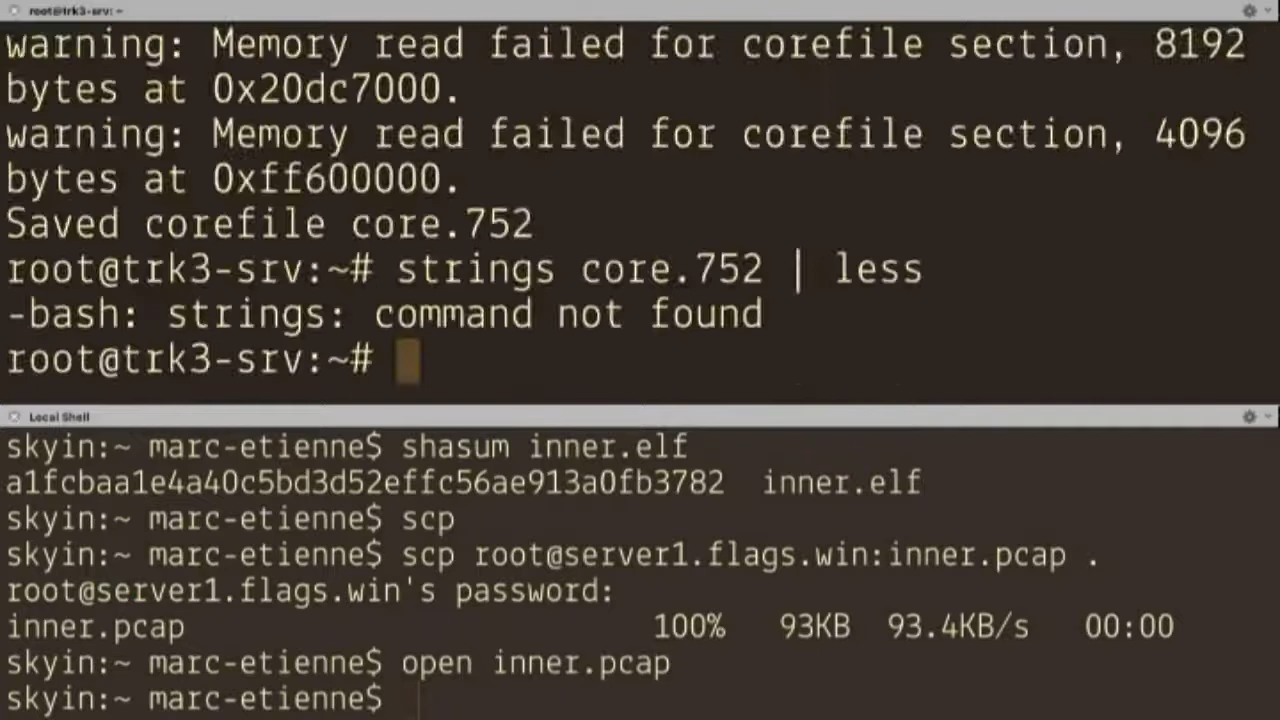 root@trk3-srv: ~
warning: Memory read failed for corefile section, 8192
bytes at 0x20dc7000.
warning: Memory read failed for corefile section, 4096
bytes at 0xff600000.
Saved corefile core.752
root@trk3-srv:~# strings core.752 | less
-bash: strings: command not found
root@trk3-srv:~#
Local Shell
skyin:~ marc-etienne$ shasum inner.elf
a1fcbaa1e4a40c5bd3d52effc56ae913a0fb3782  inner.elf
skyin:~ marc-etienne$ scp
skyin:~ marc-etienne$ scp root@server1.flags.win:inner.pcap .
root@server1.flags.win's password:
inner.pcap 100% 93KB 93.4KB/s 00:00
skyin:~ marc-etienne$ open inner.pcap
skyin:~ marc-etienne$